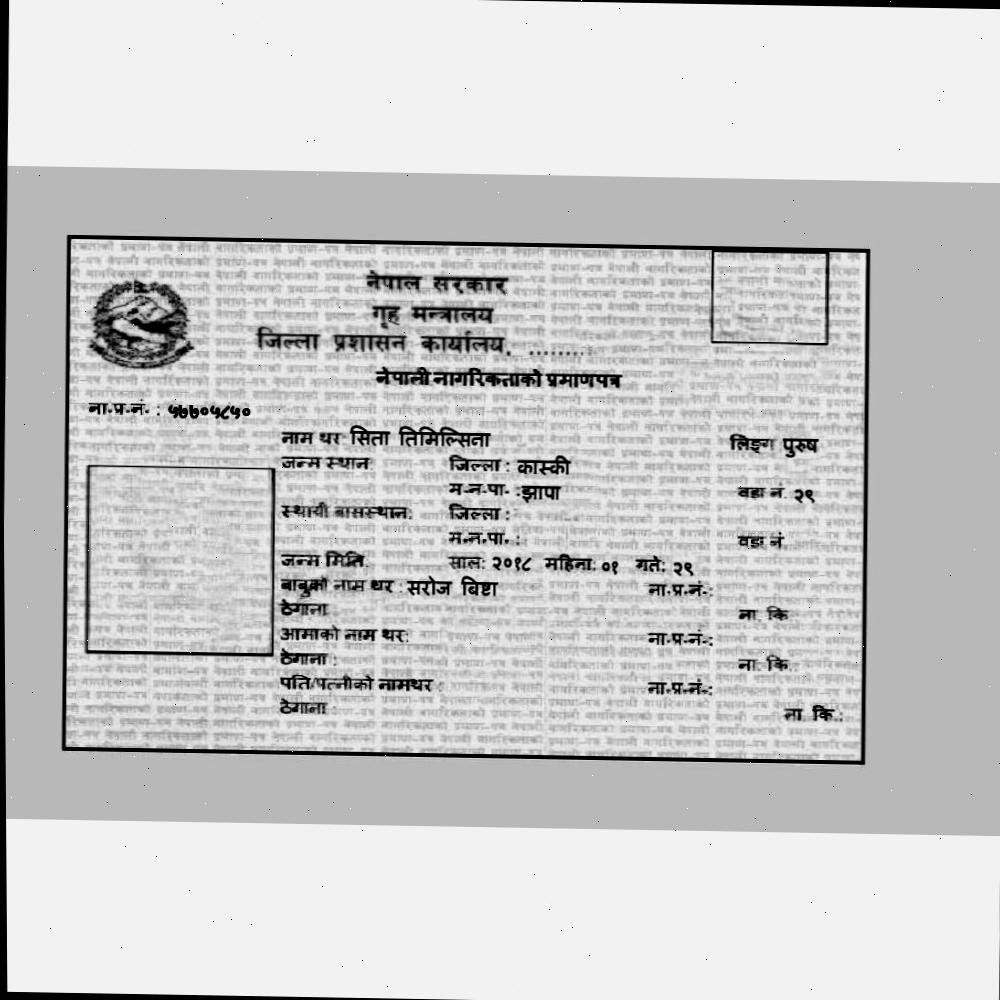 नेपाल सरकार
गृह मन्त्रालय
जिल्ला प्रशासन कार्यालय, ........
नेपाली नागरिकताको प्रमाणपत्र
ना.प्र.नं. : ५७७०५८५०
नाम थर सिता तिमिल्सिना लिङ्ग पुरुष
जन्म स्थान जिल्ला : कास्की
म.न.पा. :झापा वडा नं. २९
स्थायी बासस्थान: जिल्ला :
म.न.पा. : वडा नं
जन्म मिति साल: २०१८ महिना: ०१ गते: २९
बाबुको नाम थर : सरोज बिष्टा ना.प्र.नं.:
ठेगाना ना. कि
आमाको नाम थर: ना.प्र.नं.:
ठेगाना : ना. कि.
पति/पत्नीको नामथर : ना.प्र.नं.:
ठेगाना ना कि.: